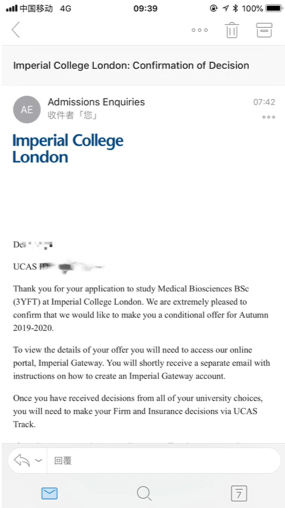 中国移动 4G 09:39 100%
Imperial College London: Confirmation of Decision
AE Admissions Enquiries 07:42
收件者「您」
Imperial College
London
UCAS
Thank you for your application to study Medical Biosciences BSc
(3YFT) at Imperial College London. We are extremely pleased to
confirm that we would like to make you a conditional offer for Autumn
2019-2020.
To view the details of your offer you will need to access our online
portal, Imperial Gateway. You will shortly receive a separate email with
instructions on how to create an Imperial Gateway account.
Once you have received decisions from all of your university choices,
you will need to make your Firm and Insurance decisions via UCAS
Track.
回覆
7